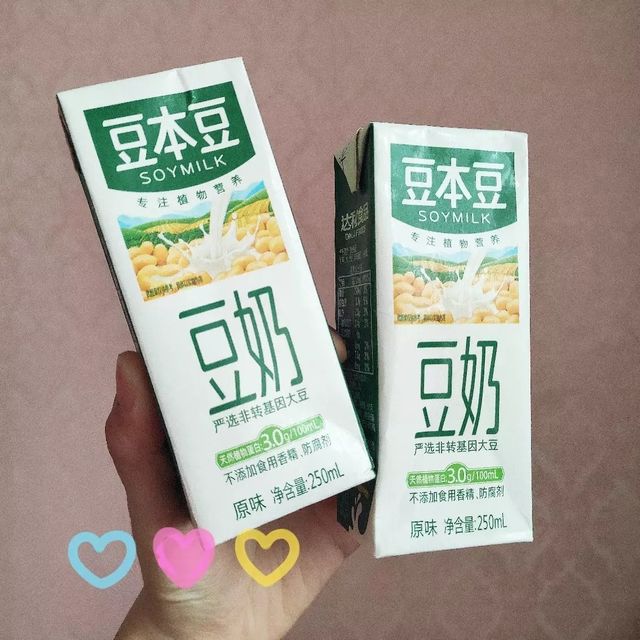 豆本豆
SOYMILK
专注植物营养
豆奶
严选非转基因大豆
天然植物蛋白:3.0g/100mL
不添加食用香精、防腐剂
原味 净含量:250mL
达利食品
豆本豆
SOYMILK
专注植物营养
豆奶
严选非转基因大豆
天然植物蛋白:3.0g/100mL
不添加食用香精、防腐剂
原味 净含量:250mL